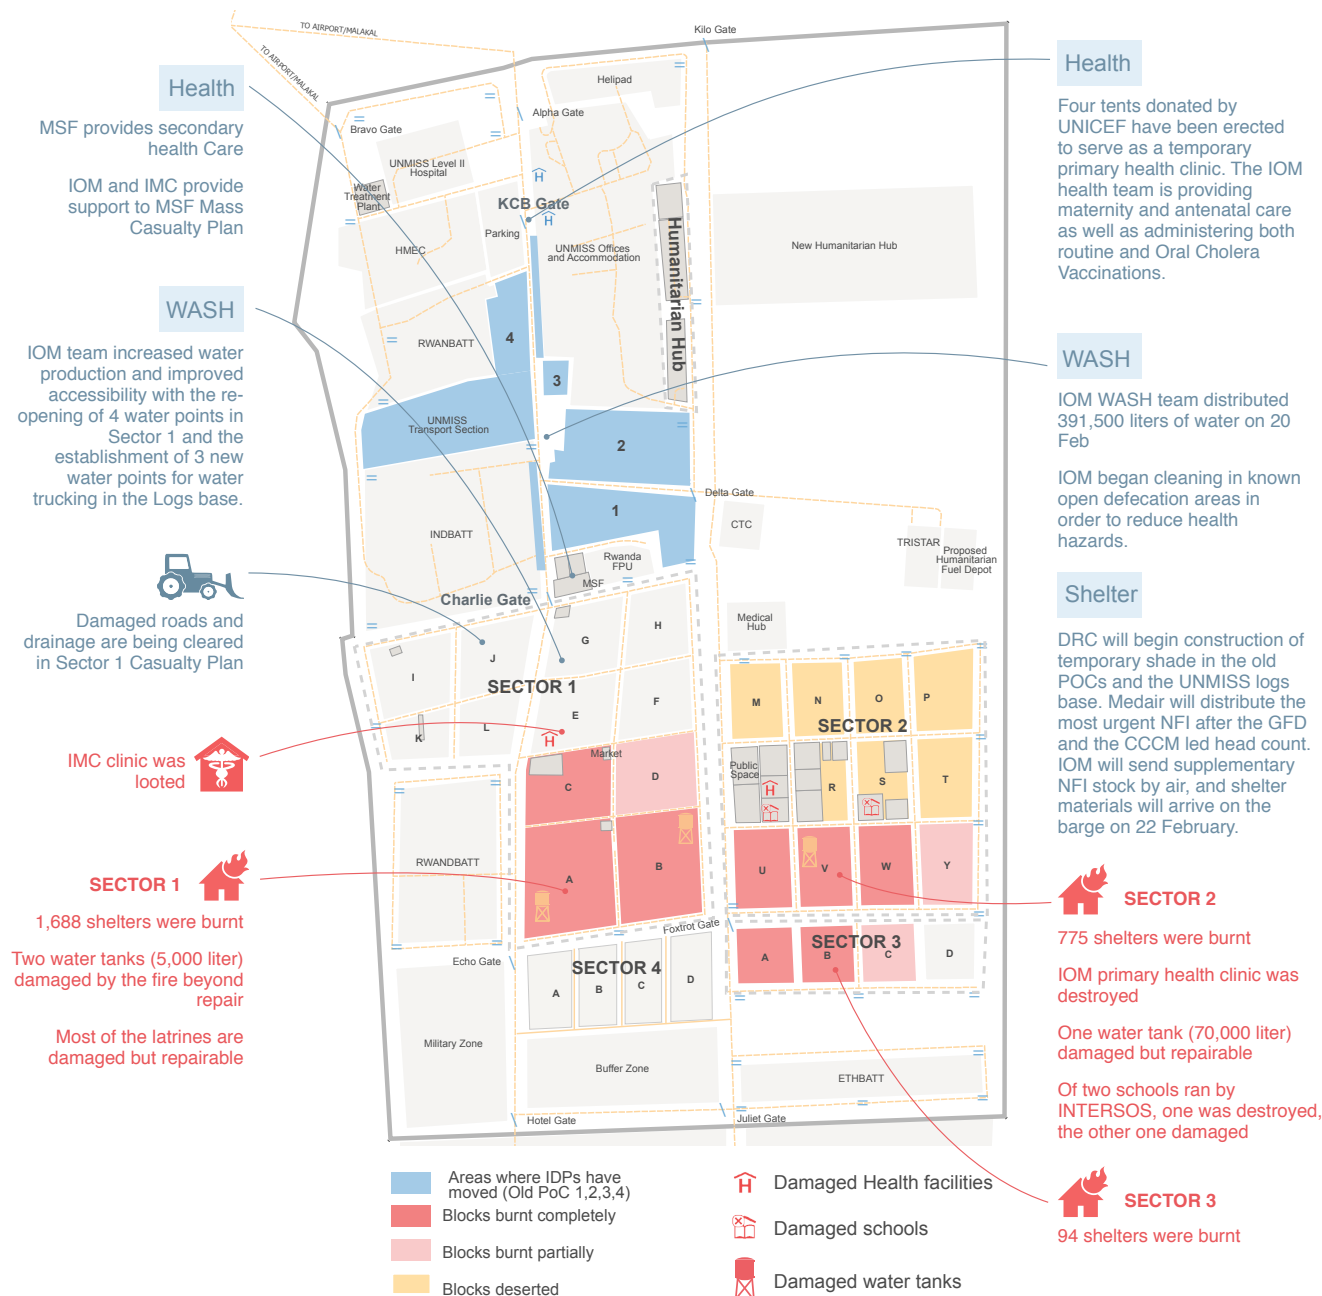 TO AIRPORT/MALAKAL
TO AIRPORT/MALAKAL
Kilo Gate
Health
MSF provides secondary
health Care
IOM and IMC provide
support to MSF Mass
Casualty Plan
WASH
IOM team increased water
production and improved
accessibility with the re-
opening of 4 water points in
Sector 1 and the
establishment of 3 new
water points for water
trucking in the Logs base.
Damaged roads and
drainage are being cleared
in Sector 1 Casualty Plan
IMC clinic was
looted
SECTOR 1
1,688 shelters were burnt
Two water tanks (5,000 liter)
damaged by the fire beyond
repair
Most of the latrines are
damaged but repairable
Helipad
Alpha Gate
Bravo Gate
UNMISS Level II
Hospital
Water
Treatment
Plant
H
KCB Gate
H
Parking
HMEC
UNMISS Offices
and Accommodation
Humanitarian Hub
New Humanitarian Hub
RWANBATT
4
3
UNMISS
Transport Section
2
Delta Gate
1
CTC
INDBATT
TRISTAR
Proposed
Humanitarian
Fuel Depot
Rwanda
FPU
MSF
Charlie Gate
Medical
Hub
G
H
J
I
SECTOR 1
F
E
L
K
H
Market
C
D
A
B
M
N
O
P
SECTOR 2
Public
Space
H
R
S
T
U
V
W
Y
RWANDBATT
Foxtrot Gate
Echo Gate
SECTOR 4
A
B
C
D
SECTOR 3
A
B
C
D
Military Zone
Buffer Zone
ETHBATT
Hotel Gate
Juliet Gate
Health
Four tents donated by
UNICEF have been erected
to serve as a temporary
primary health clinic. The IOM
health team is providing
maternity and antenatal care
as well as administering both
routine and Oral Cholera
Vaccinations.
WASH
IOM WASH team distributed
391,500 liters of water on 20
Feb
IOM began cleaning in known
open defecation areas in
order to reduce health
hazards.
Shelter
DRC will begin construction of
temporary shade in the old
POCs and the UNMISS logs
base. Medair will distribute the
most urgent NFI after the GFD
and the CCCM led head count.
IOM will send supplementary
NFI stock by air, and shelter
materials will arrive on the
barge on 22 February.
SECTOR 2
775 shelters were burnt
IOM primary health clinic was
destroyed
One water tank (70,000 liter)
damaged but repairable
Of two schools ran by
INTERSOS, one was destroyed,
the other one damaged
SECTOR 3
94 shelters were burnt
Areas where IDPs have
moved (Old PoC 1,2,3,4)
Blocks burnt completely
Blocks burnt partially
Blocks deserted
H
Damaged Health facilities
Damaged schools
Damaged water tanks